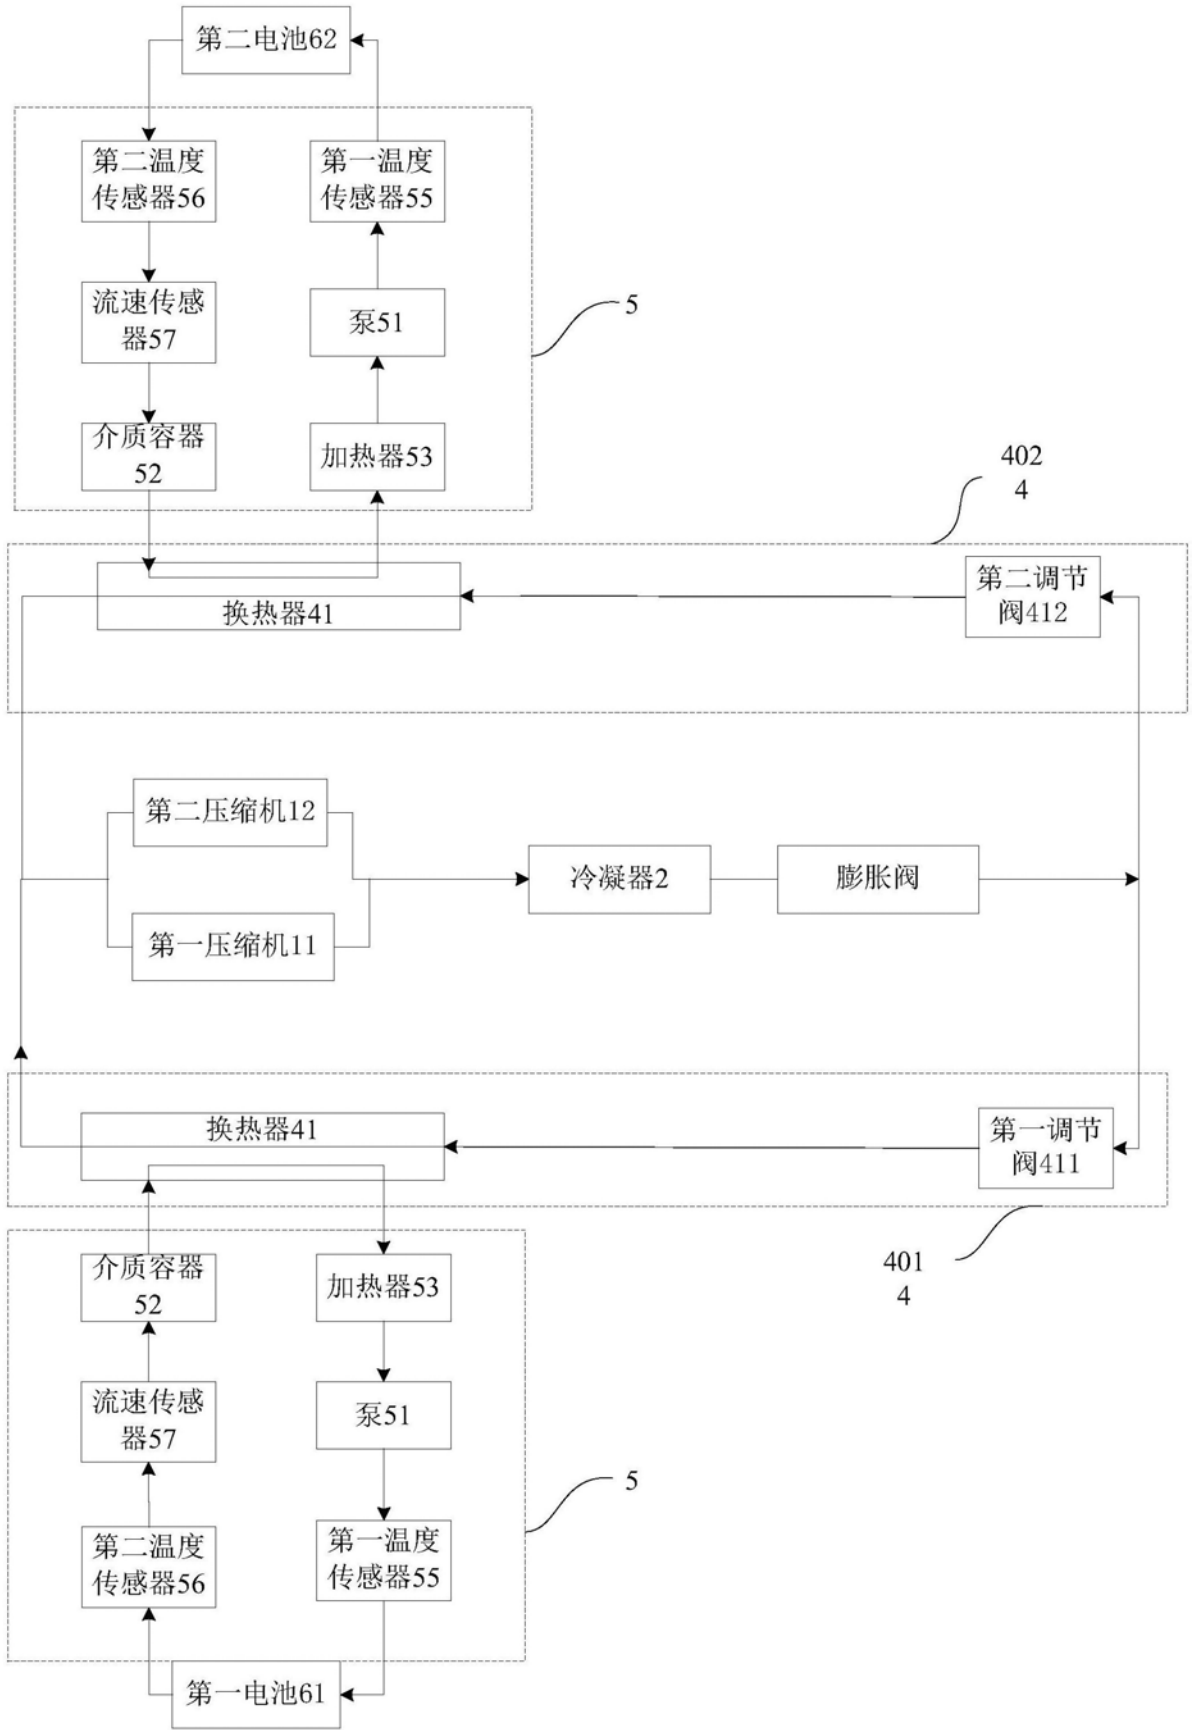 第二电池62
第二温度
传感器56
第一温度
传感器55
流速传感
器57
泵51
5
介质容器
52
加热器53
402
4
第二调节
阀412
换热器41
第二压缩机12
冷凝器2
膨胀阀
第一压缩机11
换热器41
第一调节
阀411
介质容器
52
加热器53
401
4
流速传感
器57
泵51
5
第二温度
传感器56
第一温度
传感器55
第一电池61